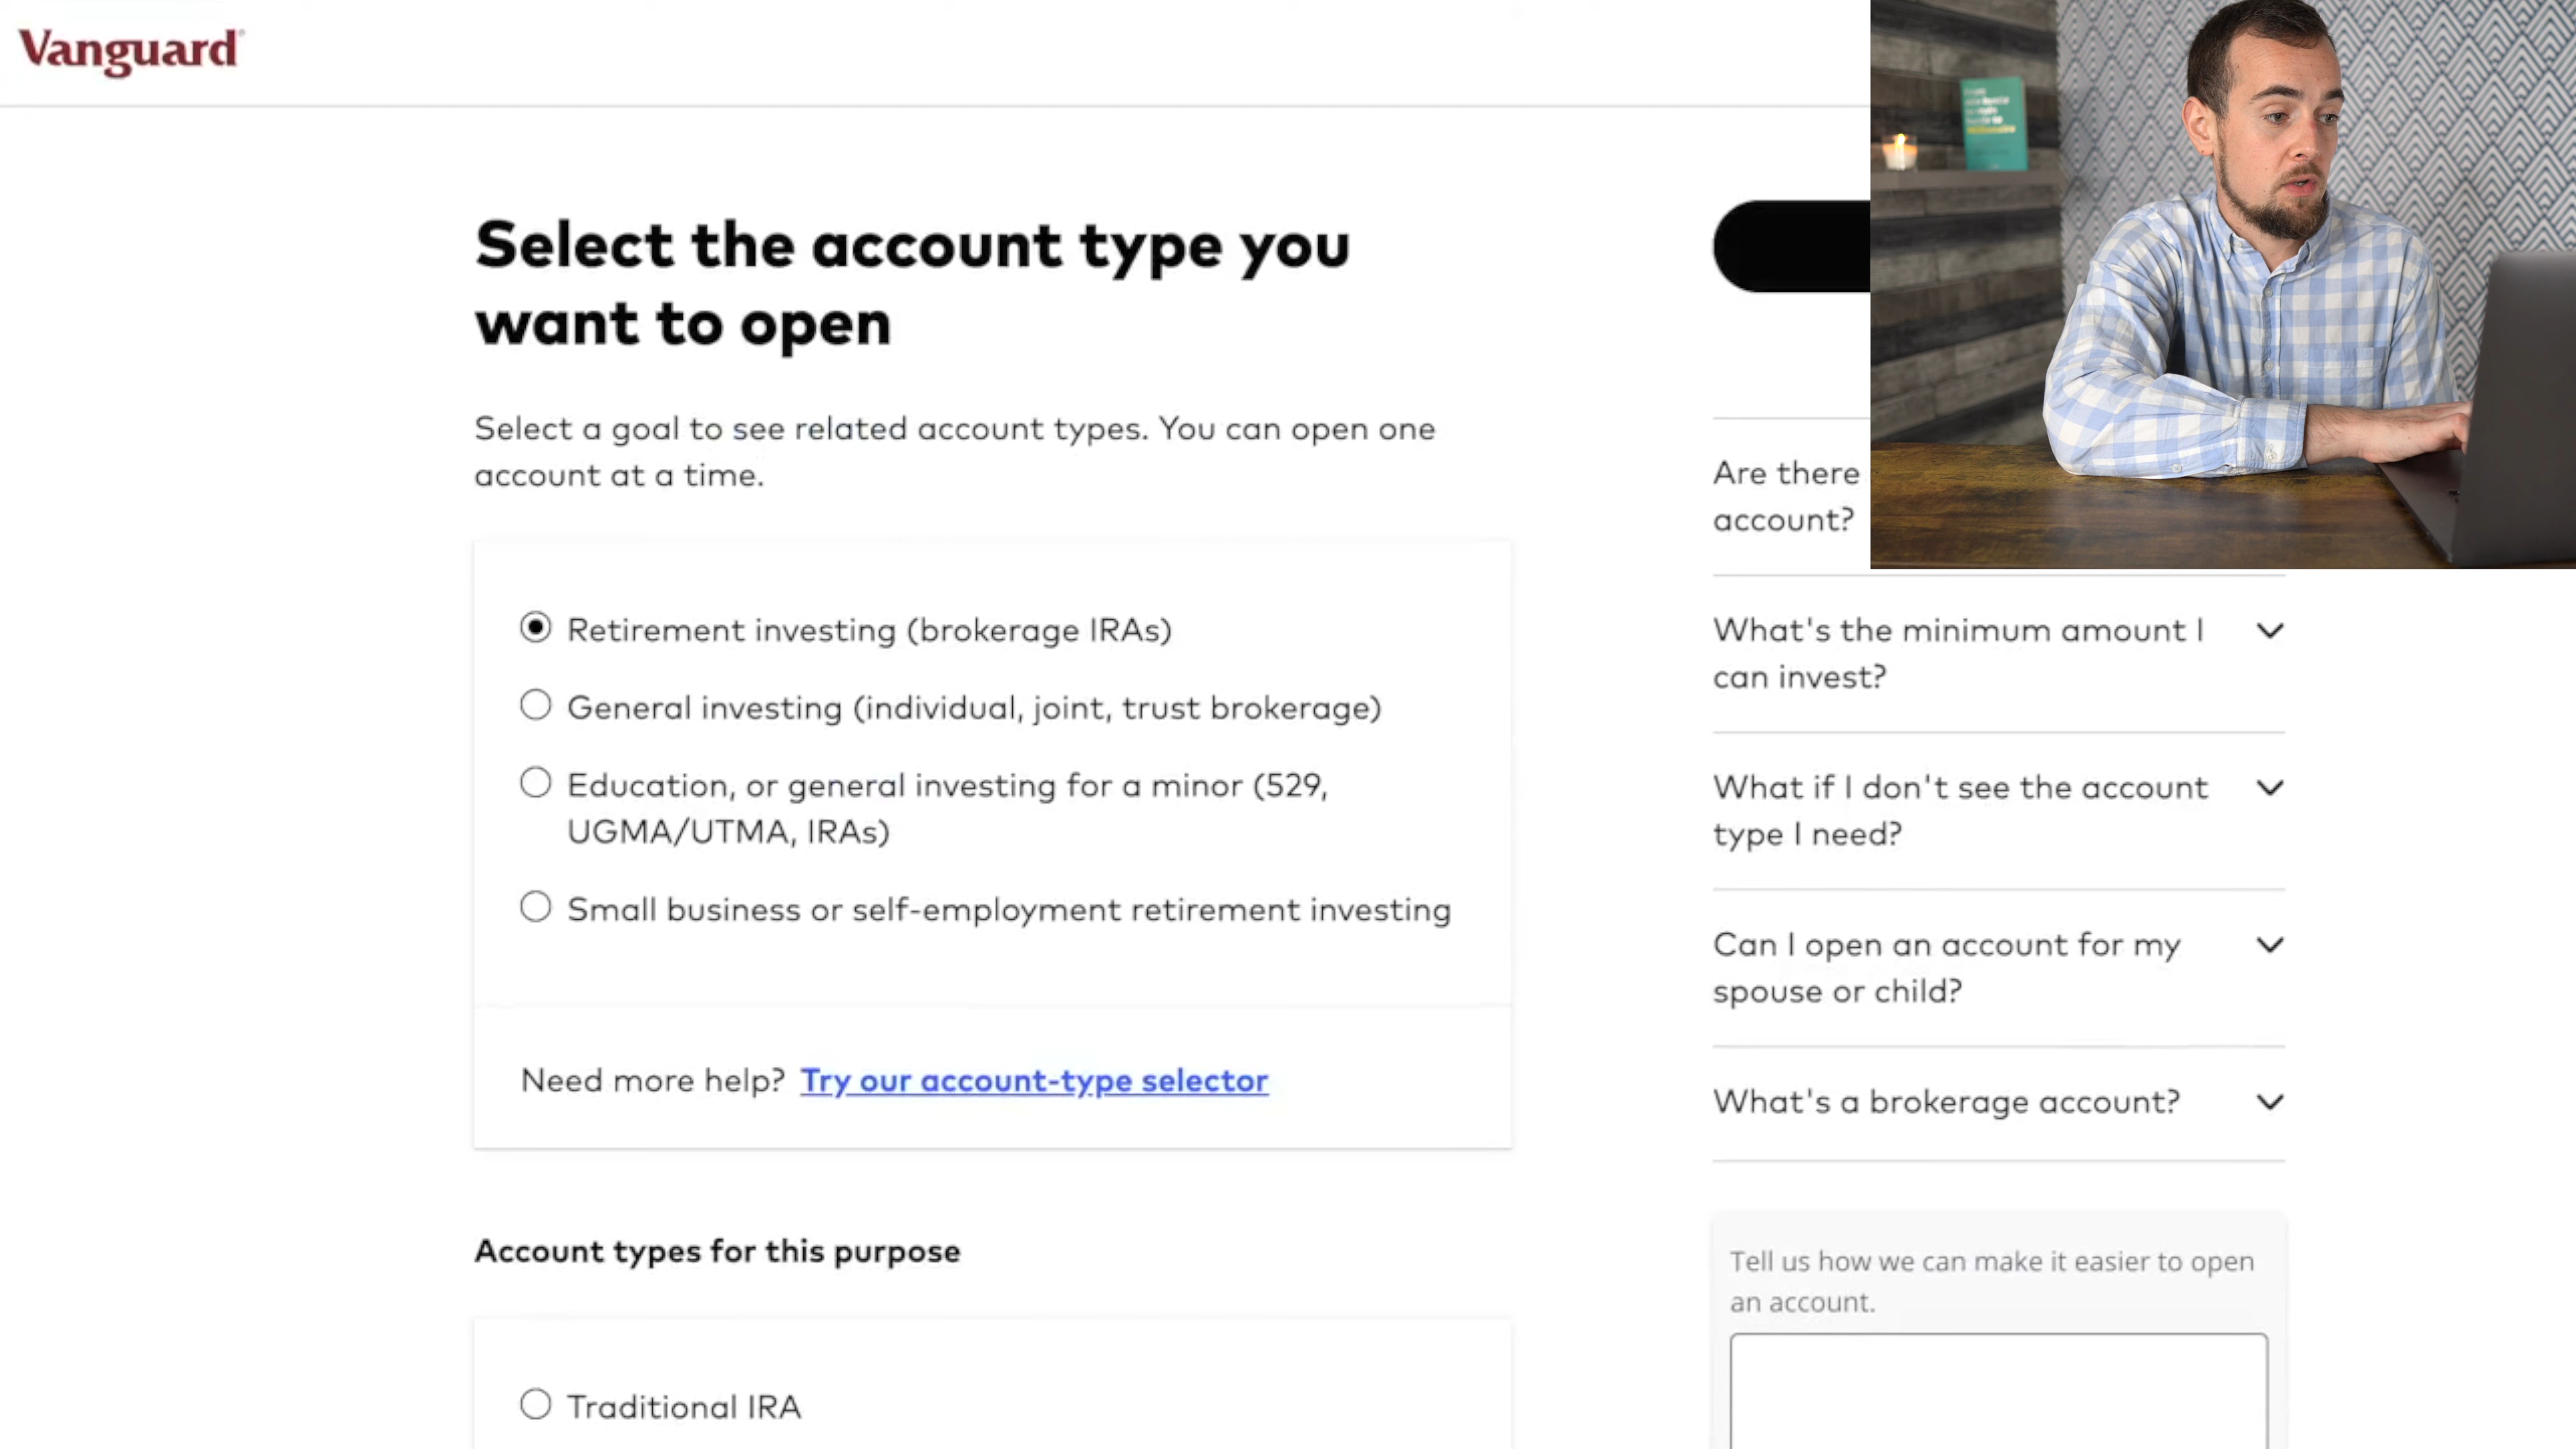 Vanguard
Select the account type you
want to open
Select a goal to see related account types. You can open one
account at a time.
Retirement investing (brokerage IRAs)
General investing (individual, joint, trust brokerage)
Education, or general investing for a minor (529,
UGMA/UTMA, IRAs)
Small business or self-employment retirement investing
Need more help? Try our account-type selector
Account types for this purpose
Traditional IRA
Are there
account?
What's the minimum amount I
can invest?
What if I don't see the account
type I need?
Can I open an account for my
spouse or child?
What's a brokerage account?
Tell us how we can make it easier to open
an account.